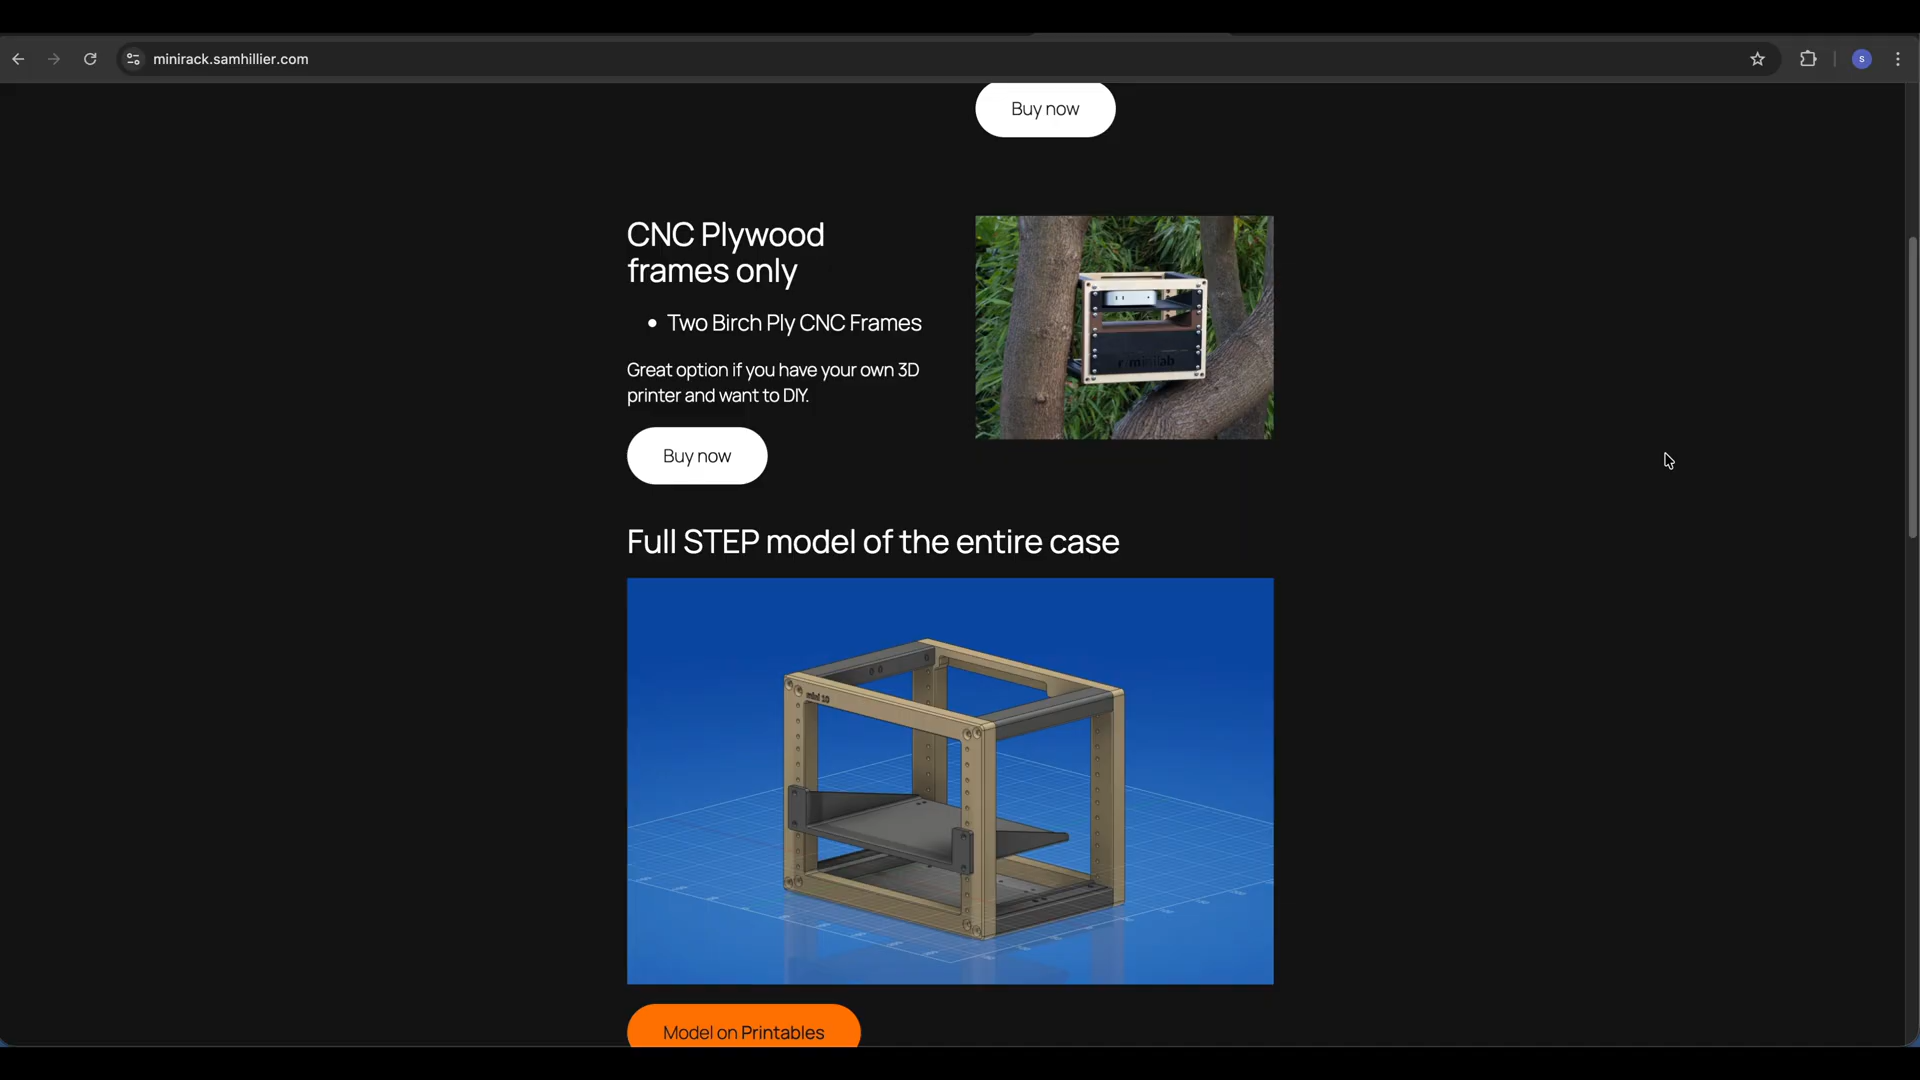 minirack.samhillier.com
S
Buy now
CNC Plywood
frames only
• Two Birch Ply CNC Frames
Great option if you have your own 3D
printer and want to DIY.
Buy now
Full STEP model of the entire case
mini 10
Model on Printables